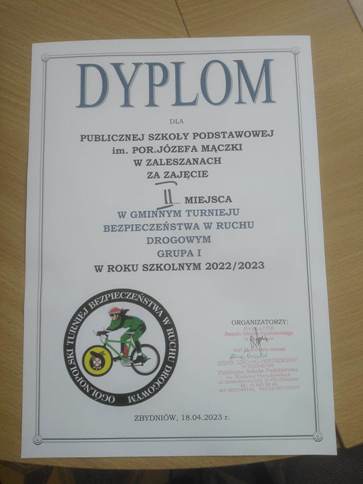 DYPLOM
DLA
PUBLICZNEJ SZKOŁY PODSTAWOWEJ
im. POR.JÓZEFA MĄCZKI
W ZALESZANACH
ZA ZAJĘCIE
II MIEJSCA
W GMINNYM TURNIEJU
BEZPIECZEŃSTWA W RUCHU
DROGOWYM
GRUPA I
W ROKU SZKOLNYM 2022/2023
ORGANIZATORZY:
OGÓLNOPOLSKI TURNIEJ BEZPIECZEŃSTWA W RUCHU DROGOWYM
ZBYDNIÓW, 18.04.2023 r.